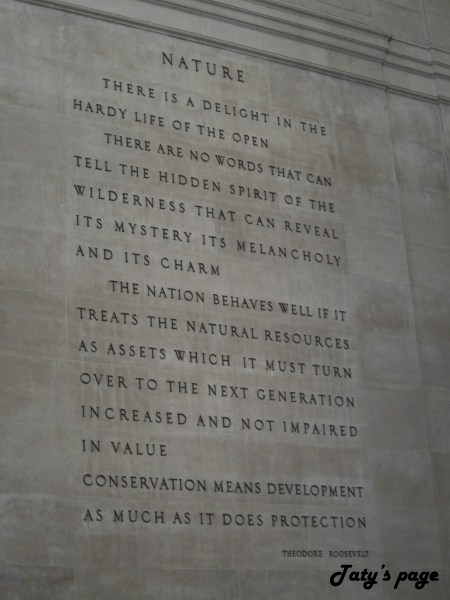 NATURE
THERE IS A DELIGHT IN THE
HARDY LIFE OF THE OPEN
THERE ARE NO WORDS THAT CAN
TELL THE HIDDEN SPIRIT OF THE
WILDERNESS THAT CAN REVEAL
ITS MYSTERY ITS MELANCHOLY
AND ITS CHARM
THE NATION BEHAVES WELL IF IT
TREATS THE NATURAL RESOURCES
AS ASSETS WHICH IT MUST TURN
OVER TO THE NEXT GENERATION
INCREASED AND NOT IMPAIRED
IN VALUE
CONSERVATION MEANS DEVELOPMENT
AS MUCH AS IT DOES PROTECTION
THEODORE ROOSEVELT
Taty's page